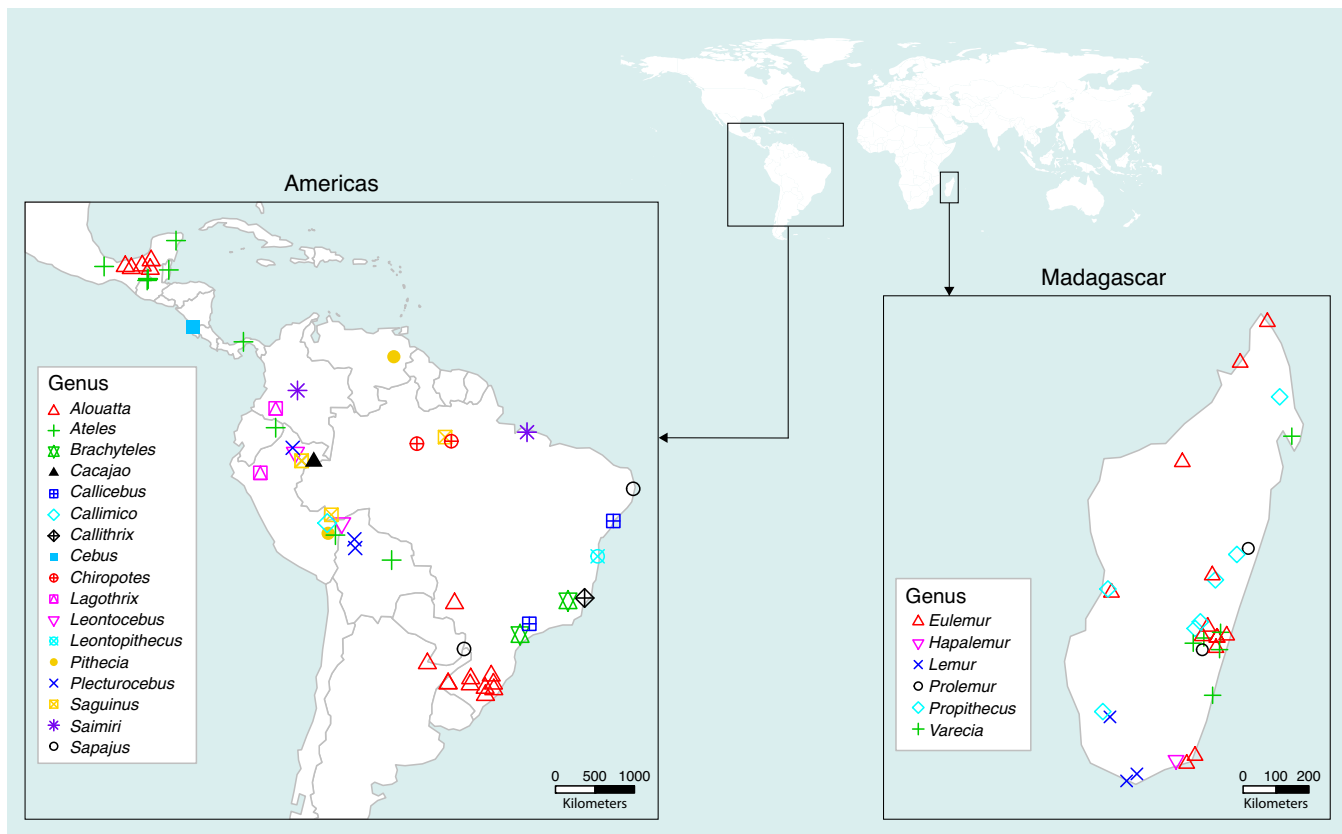 Americas
Madagascar
Genus
Alouatta
Ateles
Brachyteles
Cacajao
Callicebus
Callimico
Callithrix
Cebus
Chiropotes
Lagothrix
Leontocebus
Leontopithecus
Pithecia
Plecturocebus
Saguinus
Saimiri
Sapajus
0 500 1000
Kilometers
Genus
Eulemur
Hapalemur
Lemur
Prolemur
Propithecus
Varecia
0 100 200
Kilometers